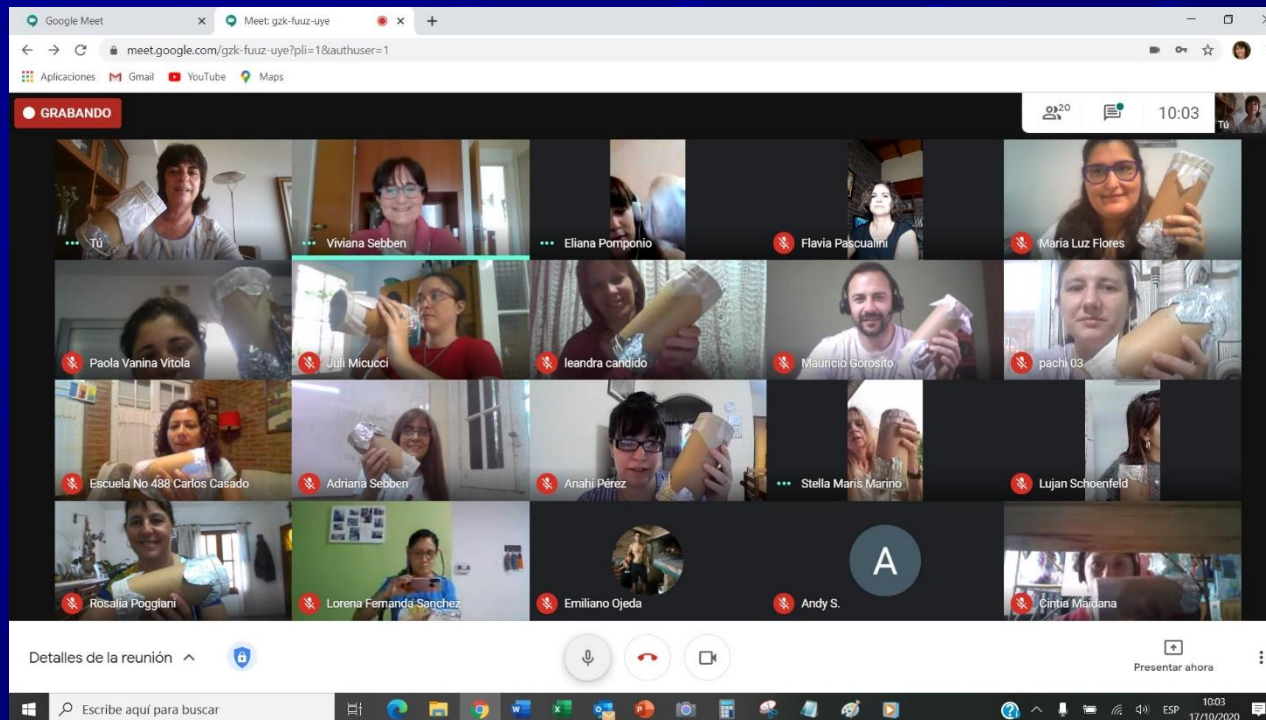 Google Meet
Meet: gzk-fuuz-uye
meet.google.com/gzk-fuuz-uye?pli=1&authuser=1
Aplicaciones Gmail YouTube Maps
GRABANDO
20
10:03
Tú
Tú
Viviana Sebben
Eliana Pomponio
Flavia Pascualini
Maria Luz Flores
Paola Vanina Vitola
Juli Micucci
leandra candido
Mauricio Gorosito
pachi 03
Escuela No 488 Carlos Casado
Adriana Sebben
Anahi Pérez
Stella Maris Marino
Lujan Schoenfeld
Rosalia Poggiani
Lorena Fernanda Sanchez
Emiliano Ojeda
A
Andy S.
Cintia Maidana
Detalles de la reunión
Presentar ahora
Escribe aquí para buscar
ESP
10:03
17/10/2020